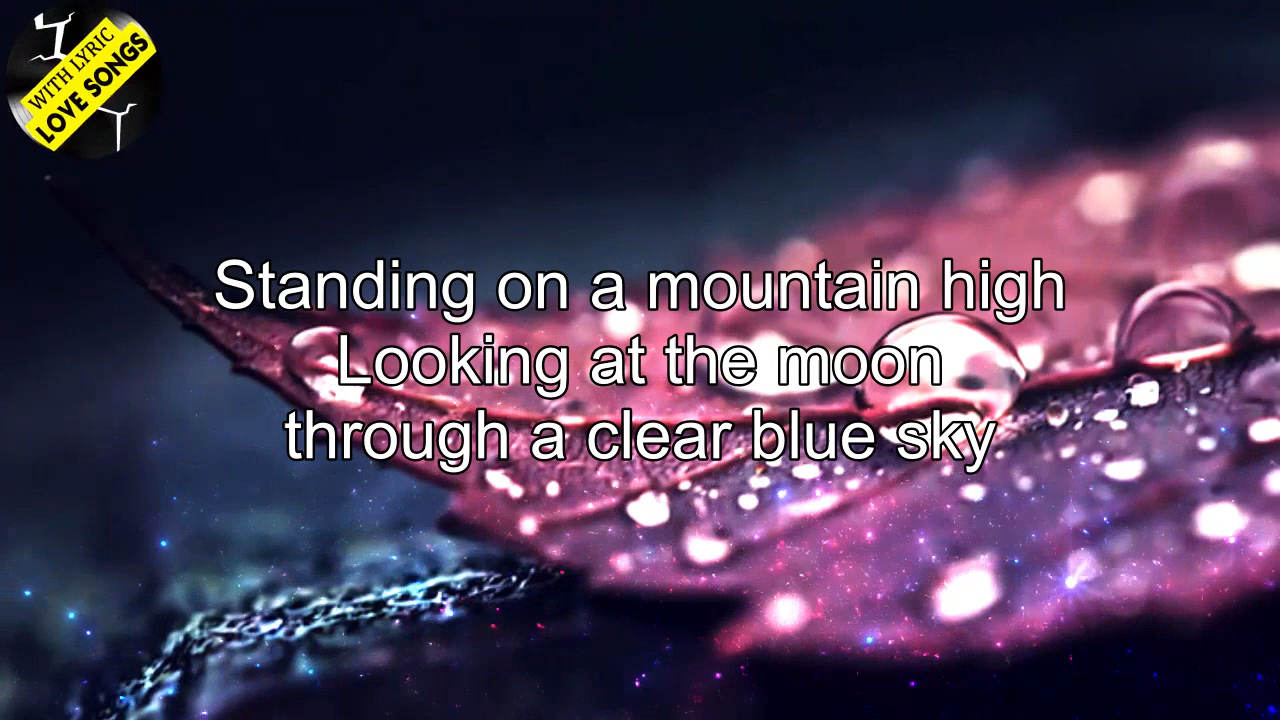 WITH LYRIC
LOVE SONGS
Standing on a mountain high
Looking at the moon
through a clear blue sky